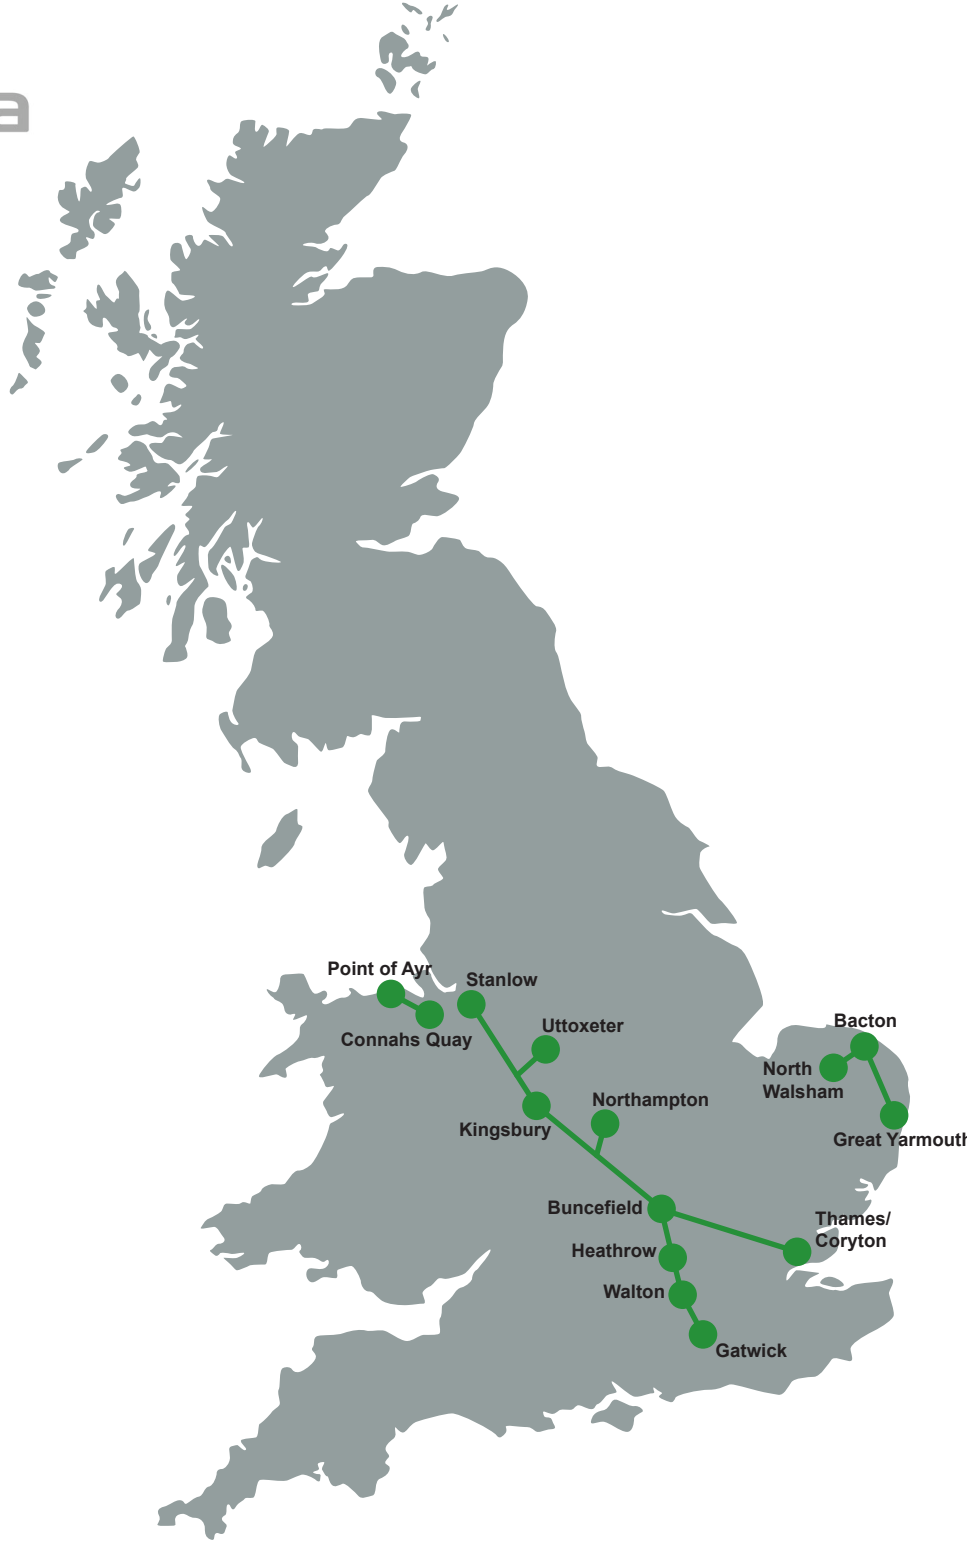 a
Point of Ayr
Stanlow
Connahs Quay
Uttoxeter
Bacton
North
Walsham
Northampton
Kingsbury
Great Yarmouth
Buncefield
Thames/
Coryton
Heathrow
Walton
Gatwick